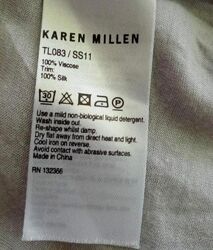 KAREN MILLEN
TL083 / SS11
100% Viscose
Trim:
100% Silk
30
P
Use a mild non-biological liquid detergent.
Wash inside out.
Re-shape whilst damp.
Dry flat away from direct heat and light.
Cool iron on reverse.
Avoid contact with abrasive surfaces.
Made in China
RN 132366